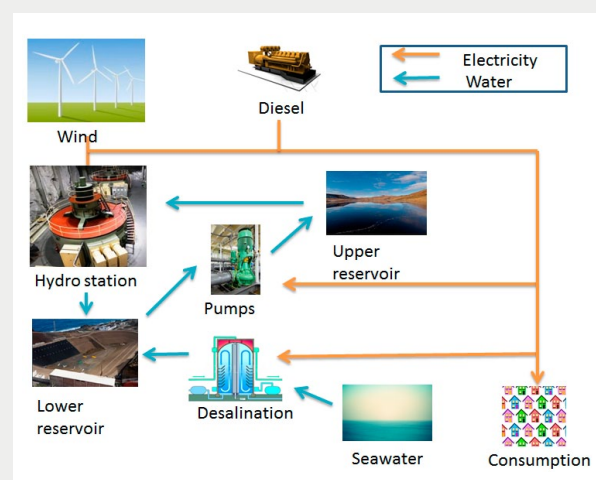 Electricity
Water
Wind
Diesel
Hydro station
Upper
reservoir
Pumps
Lower
reservoir
Desalination
Seawater
Consumption